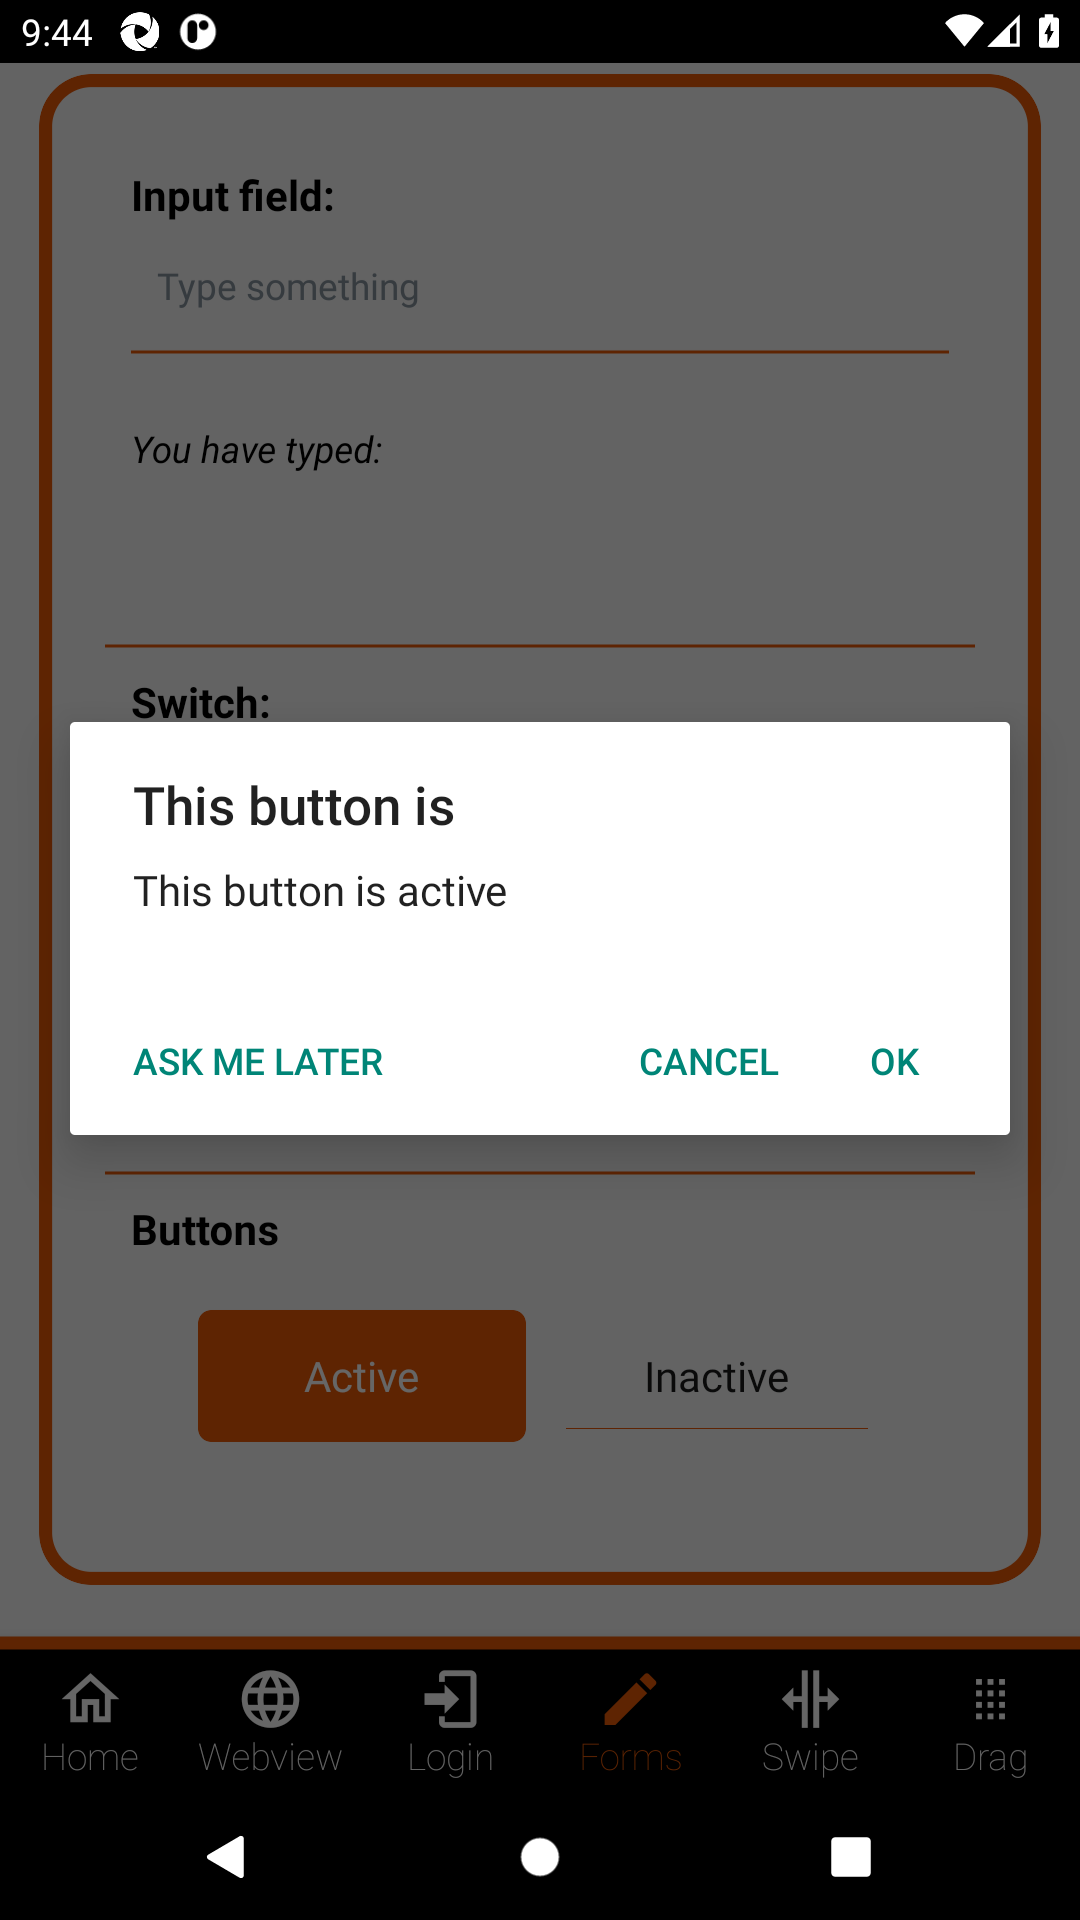 9:44
Input field:
Type something
You have typed:
Switch:
This button is
This button is active
ASK ME LATER CANCEL OK
Buttons
Active Inactive
Home Webview Login Forms Swipe Drag